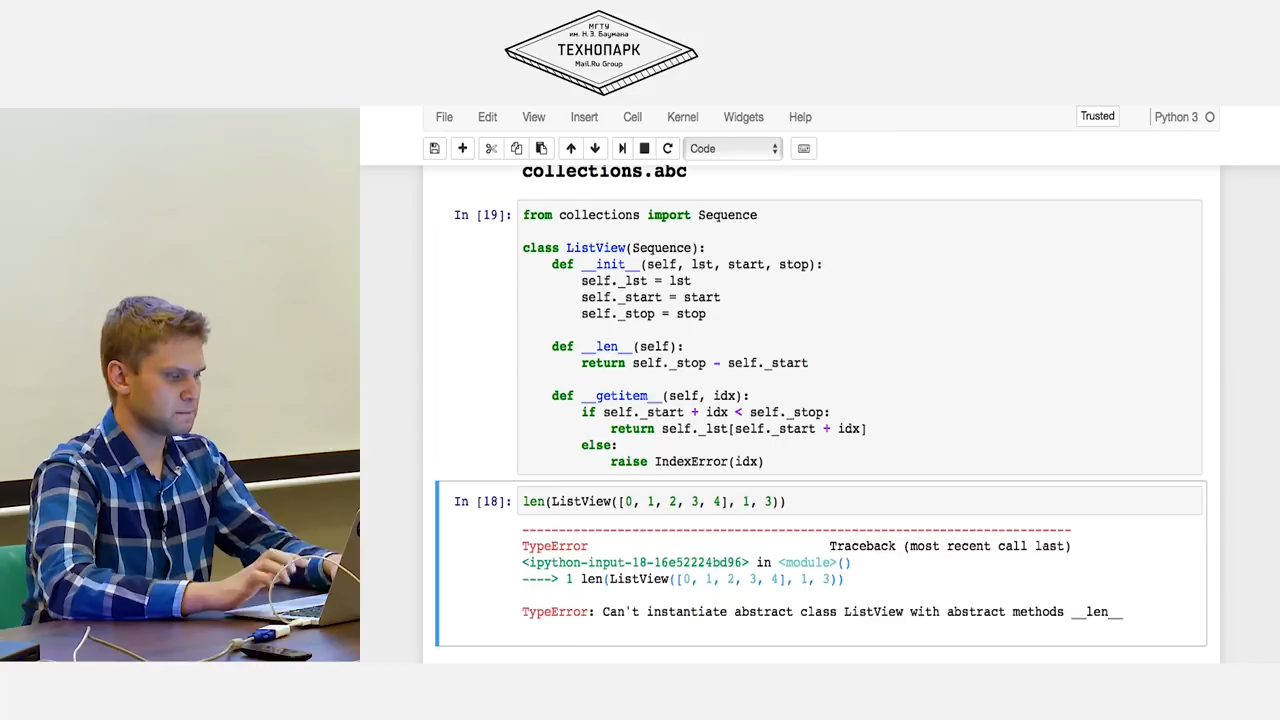 МГТУ
им. Н.Э. Баумана
ТЕХНОПАРК
Mail.Ru Group
File Edit View Insert Cell Kernel Widgets Help Trusted Python 3
Code
collections.abc
In [19]: from collections import Sequence
class ListView(Sequence):
    def __init__(self, lst, start, stop):
        self._lst = lst
        self._start = start
        self._stop = stop
    def __len__(self):
        return self._stop - self._start
    def __getitem__(self, idx):
        if self._start + idx < self._stop:
            return self._lst[self._start + idx]
        else:
            raise IndexError(idx)
In [18]: len(ListView([0, 1, 2, 3, 4], 1, 3))
---------------------------------------------------------------------------
TypeError                                 Traceback (most recent call last)
<ipython-input-18-16e52224bd96> in <module>()
----> 1 len(ListView([0, 1, 2, 3, 4], 1, 3))
TypeError: Can't instantiate abstract class ListView with abstract methods __len__